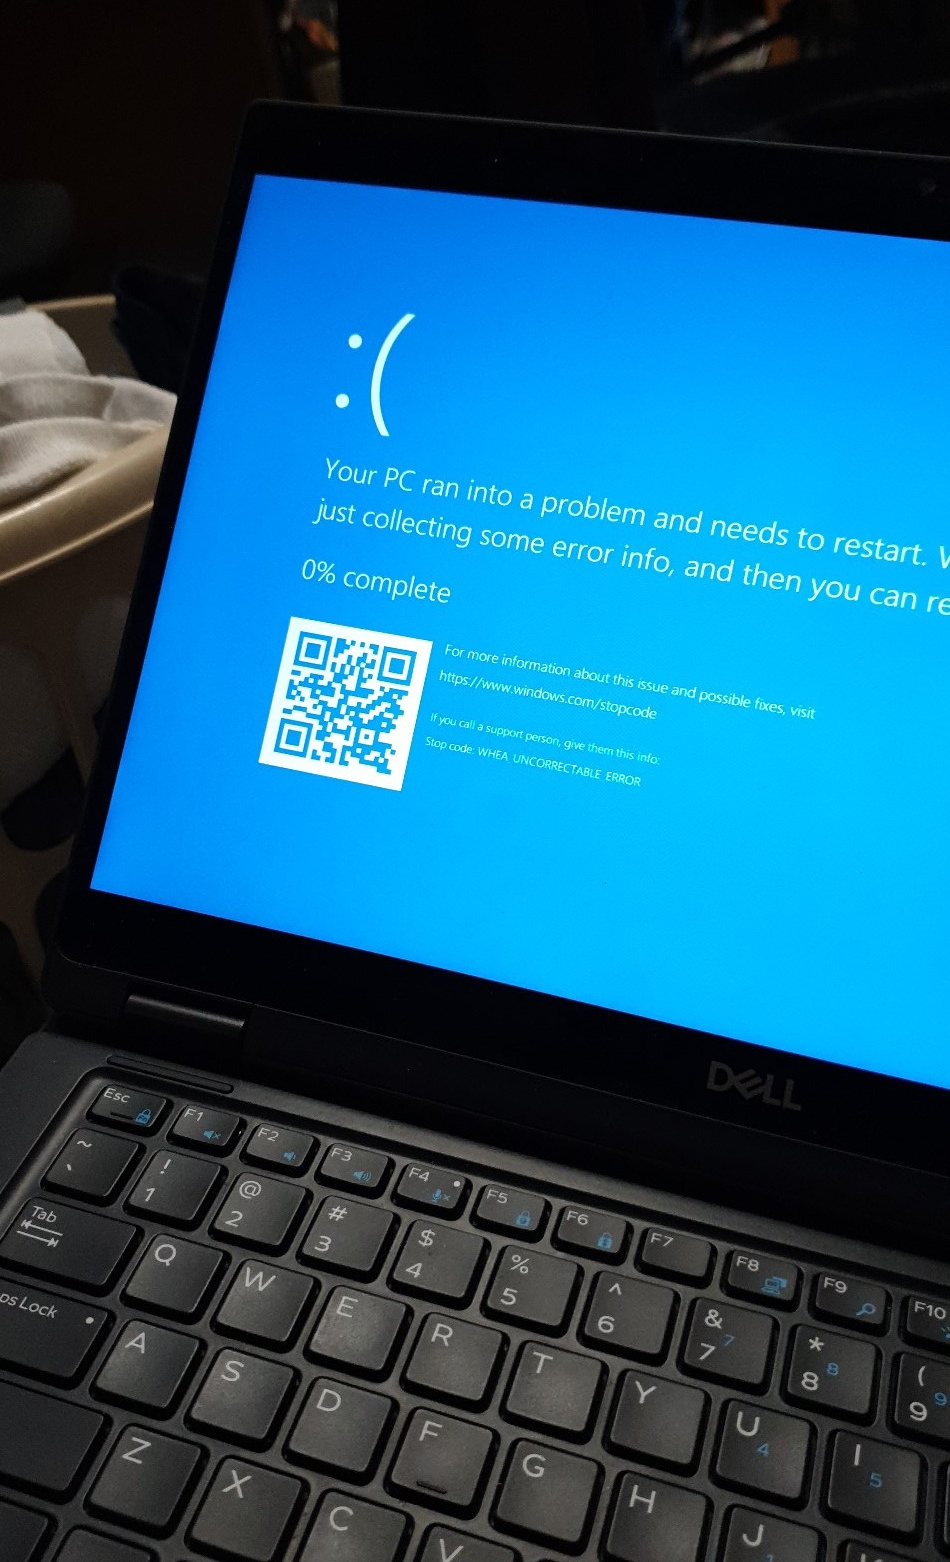 :(
Your PC ran into a problem and needs to restart.
just collecting some error info, and then you can re
0% complete
For more information about this issue and possible fixes, visit
https://www.windows.com/stopcode
If you call a support person, give them this info:
Stop code: WHEA_UNCORRECTABLE_ERROR
DELL
Esc F1 F2 F3 F4 F5 F6 F7 F8 F9 F10
~ ` ! 1 @ 2 # 3 $ 4 % 5 ^ 6 & 7 7 * 8 8 ( 9 9
Tab Q W E R T Y U 4 I 5
ps Lock A S D F G H J
Z X C V